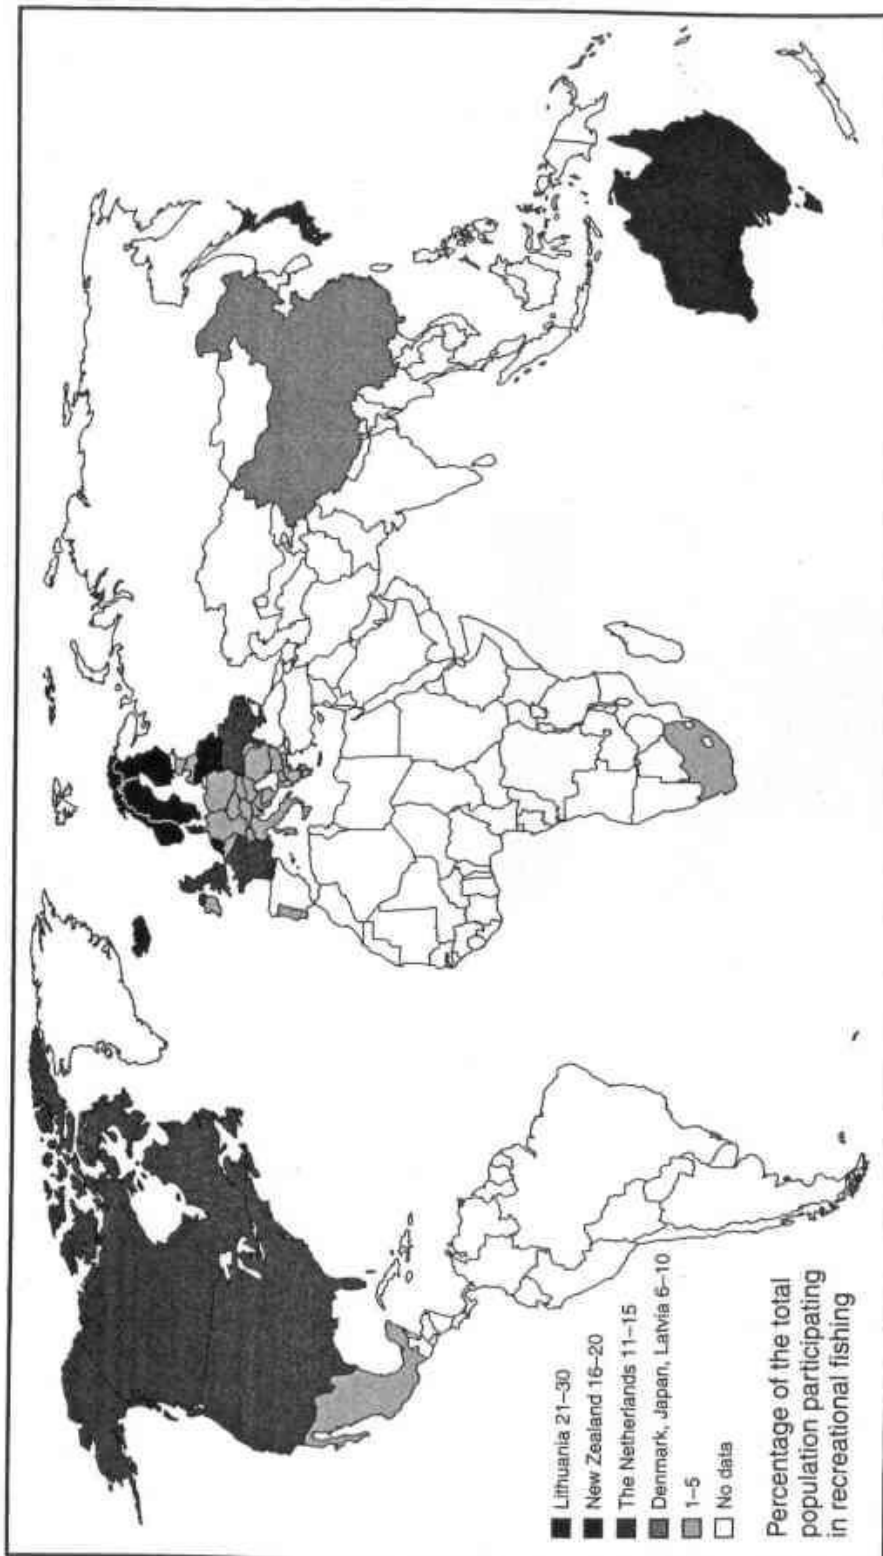 Lithuania 21–30
New Zealand 16–20
The Netherlands 11–15
Denmark, Japan, Latvia 6–10
1–5
No data
Percentage of the total
population participating
in recreational fishing